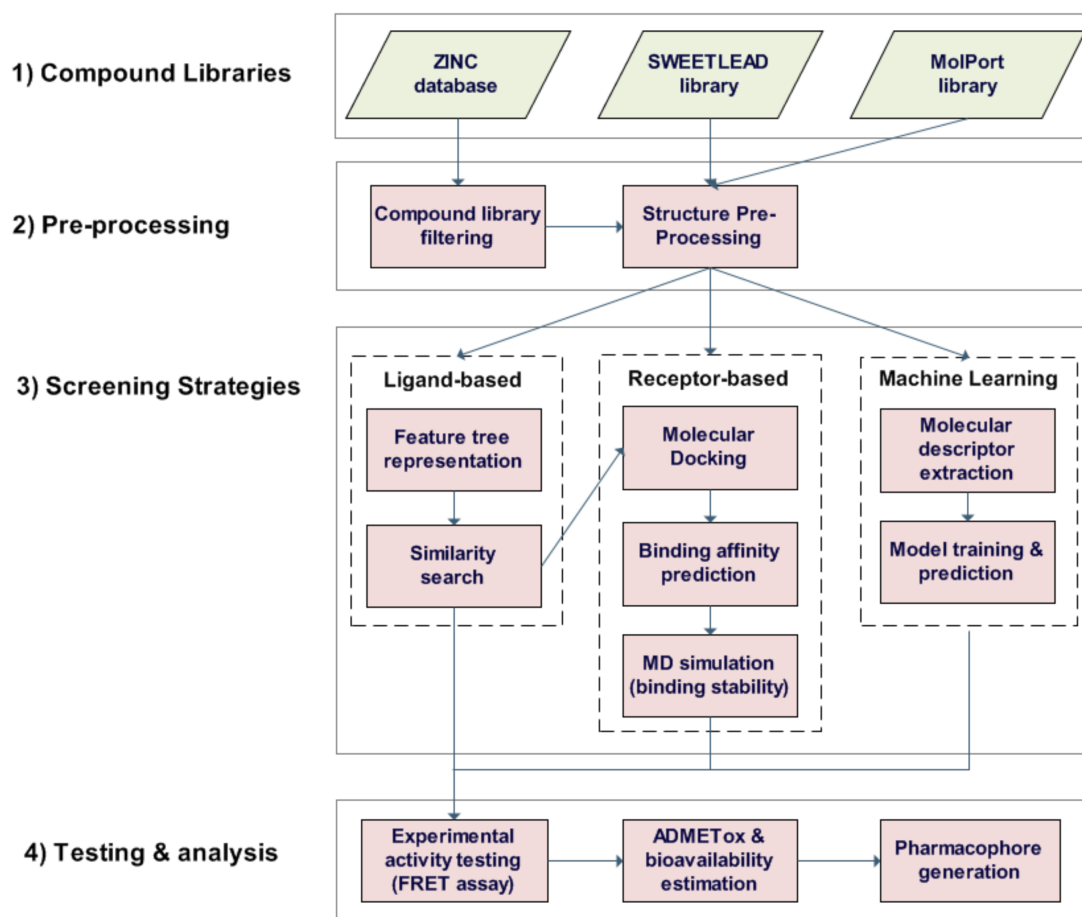 1) Compound Libraries
ZINC
database
SWEETLEAD
library
MolPort
library
2) Pre-processing
Compound library
filtering
Structure Pre-
Processing
3) Screening Strategies
Ligand-based
Feature tree
representation
Similarity
search
Receptor-based
Molecular
Docking
Binding affinity
prediction
MD simulation
(binding stability)
Machine Learning
Molecular
descriptor
extraction
Model training &
prediction
4) Testing & analysis
Experimental
activity testing
(FRET assay)
ADMETox &
bioavailability
estimation
Pharmacophore
generation